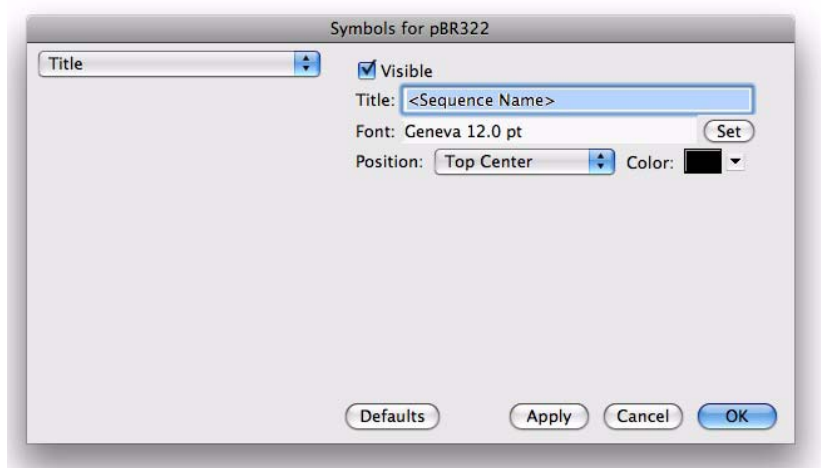 Symbols for pBR322
Title
Visible
Title: <Sequence Name>
Font: Geneva 12.0 pt Set
Position: Top Center Color:
Defaults Apply Cancel OK